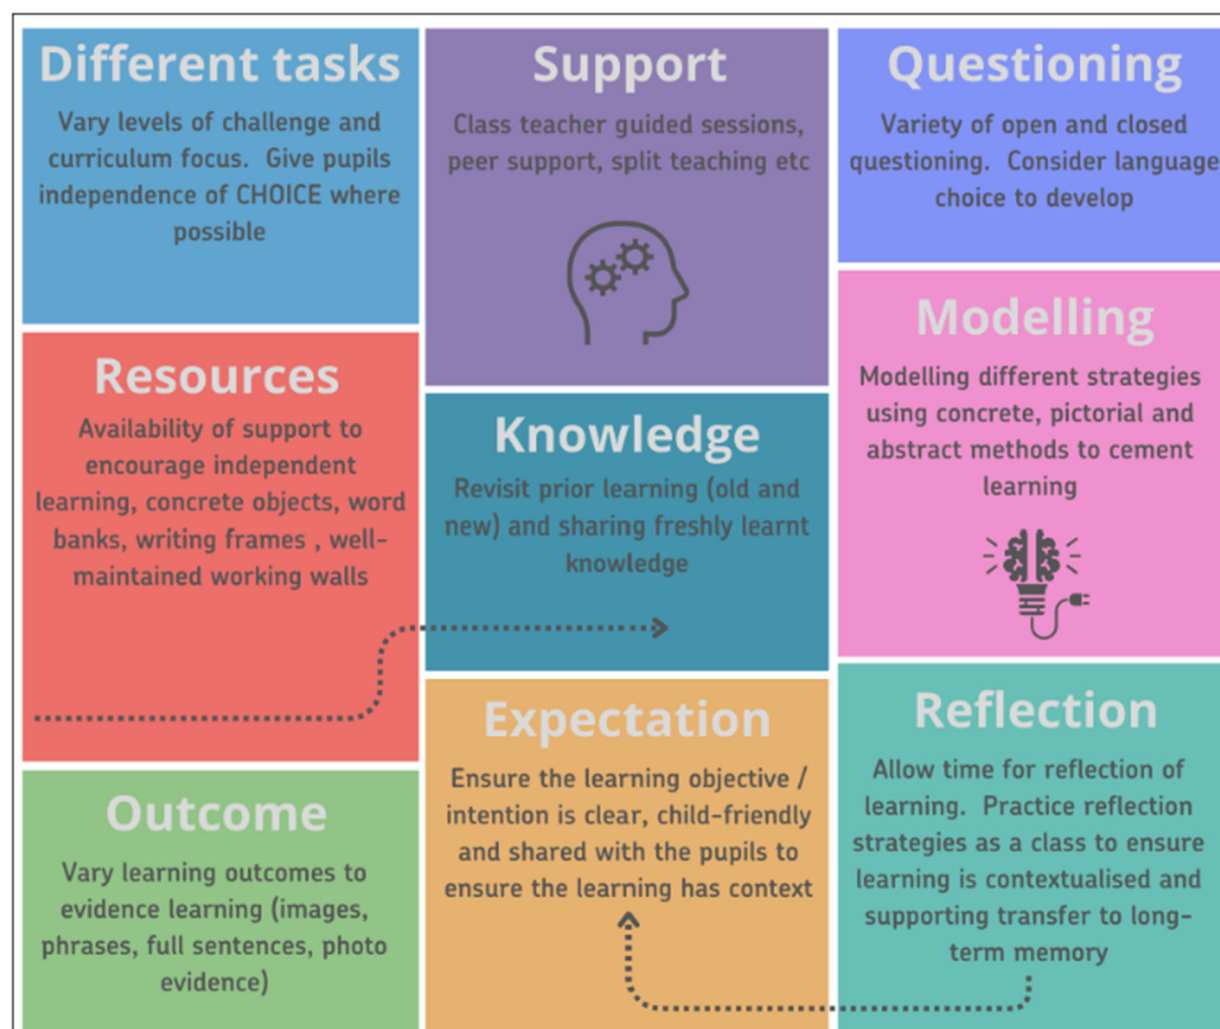 Different tasks
Vary levels of challenge and
curriculum focus.  Give pupils
independence of CHOICE where
possible
Resources
Availability of support to
encourage independent
learning, concrete objects, word
banks, writing frames , well-
maintained working walls
Outcome
Vary learning outcomes to
evidence learning (images,
phrases, full sentences, photo
evidence)
Support
Class teacher guided sessions,
peer support, split teaching etc
Knowledge
Revisit prior learning (old and
new) and sharing freshly learnt
knowledge
Expectation
Ensure the learning objective /
intention is clear, child-friendly
and shared with the pupils to
ensure the learning has context
Questioning
Variety of open and closed
questioning.  Consider language
choice to develop
Modelling
Modelling different strategies
using concrete, pictorial and
abstract methods to cement
learning
Reflection
Allow time for reflection of
learning.  Practice reflection
strategies as a class to ensure
learning is contextualised and
supporting transfer to long-
term memory